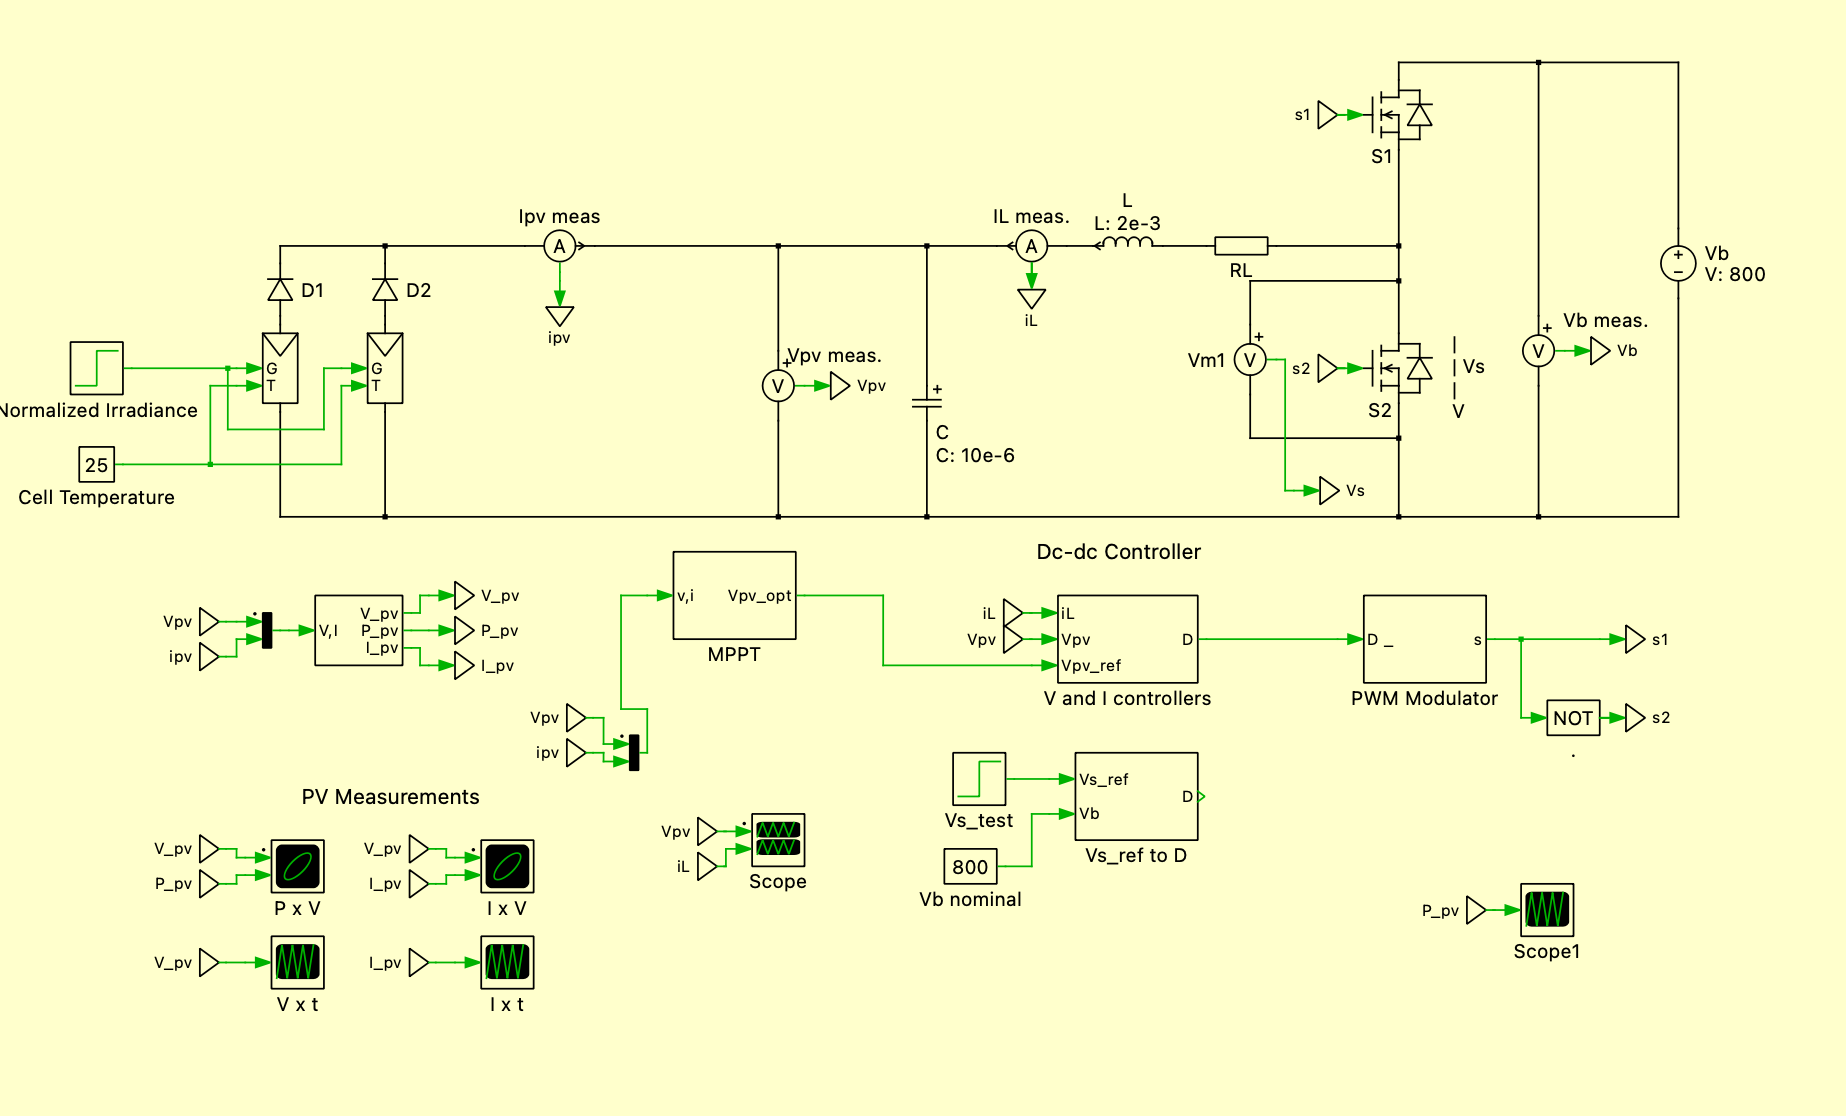 S1
s1
Ipv meas
A
D1
D2
ipv
G
T
G
T
Normalized Irradiance
25
Cell Temperature
Vpv meas.
+
V
Vpv
+
C
C: 10e-6
IL meas.
A
iL
L
L: 2e-3
RL
Vm1
+
V
Vs
s2
S2
Vs
V
Vb meas.
+
V
Vb
+
−
Vb
V: 800
Dc-dc Controller
Vpv
ipv
V,I
V_pv
P_pv
I_pv
V_pv
P_pv
I_pv
v,i
Vpv_opt
MPPT
Vpv
ipv
iL
Vpv
iL
Vpv
Vpv_ref
D
V and I controllers
D _
s
PWM Modulator
s1
NOT
s2
.
Vs_test
800
Vb nominal
Vs_ref
Vb
D
Vs_ref to D
PV Measurements
V_pv
P_pv
P x V
V_pv
I_pv
I x V
V_pv
V x t
I_pv
I x t
Vpv
iL
Scope
P_pv
Scope1